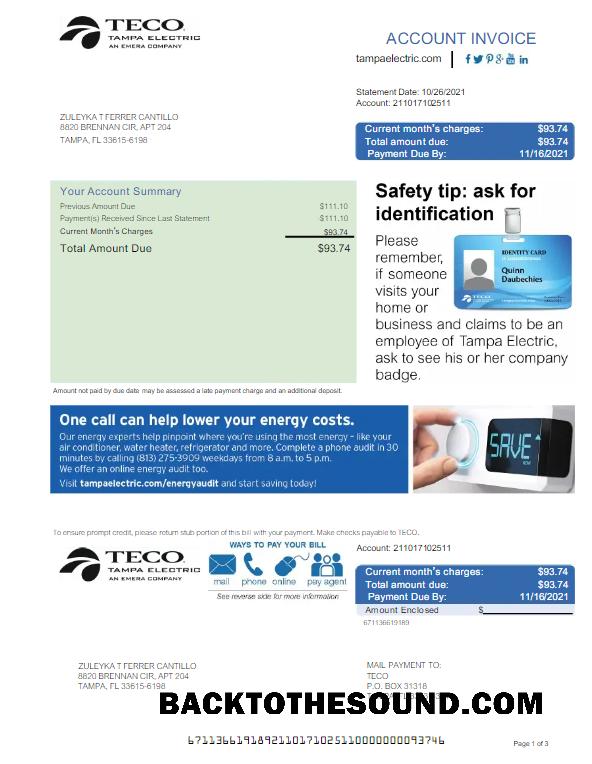 TECO.
TAMPA ELECTRIC
AN EMERA COMPANY
ACCOUNT INVOICE
tampaelectric.com
Statement Date: 10/26/2021
Account: 211017102511
ZULEYKA T FERRER CANTILLO
8820 BRENNAN CIR, APT 204
TAMPA, FL 33615-6198
Current month's charges: $93.74
Total amount due: $93.74
Payment Due By: 11/16/2021
Your Account Summary
Previous Amount Due $111.10
Payment(s) Received Since Last Statement -$111.10
Current Month's Charges $93.74
Total Amount Due $93.74
Safety tip: ask for
identification
Please
remember,
if someone
visits your
home or
business and claims to be an
employee of Tampa Electric,
ask to see his or her company
badge.
IDENTITY CARD
Quinn
Daubechies
TECO
Amount not paid by due date may be assessed a late payment charge and an additional deposit.
One call can help lower your energy costs.
Our energy experts help pinpoint where you're using the most energy – like your
air conditioner, water heater, refrigerator and more. Complete a phone audit in 30
minutes by calling (813) 275-3909 weekdays from 8 a.m. to 5 p.m.
We offer an online energy audit too.
Visit tampaelectric.com/energyaudit and start saving today!
SAVE
NOW
To ensure prompt credit, please return stub portion of this bill with your payment. Make checks payable to TECO.
TECO.
TAMPA ELECTRIC
AN EMERA COMPANY
WAYS TO PAY YOUR BILL
mail phone online pay agent
See reverse side for more information
Account: 211017102511
Current month's charges: $93.74
Total amount due: $93.74
Payment Due By: 11/16/2021
Amount Enclosed $
671136619189
ZULEYKA T FERRER CANTILLO
8820 BRENNAN CIR, APT 204
TAMPA, FL 33615-6198
MAIL PAYMENT TO:
TECO
P.O. BOX 31318
BACKTOTHESOUND.COM
6711366191892110171025110000000093746
Page 1 of 3